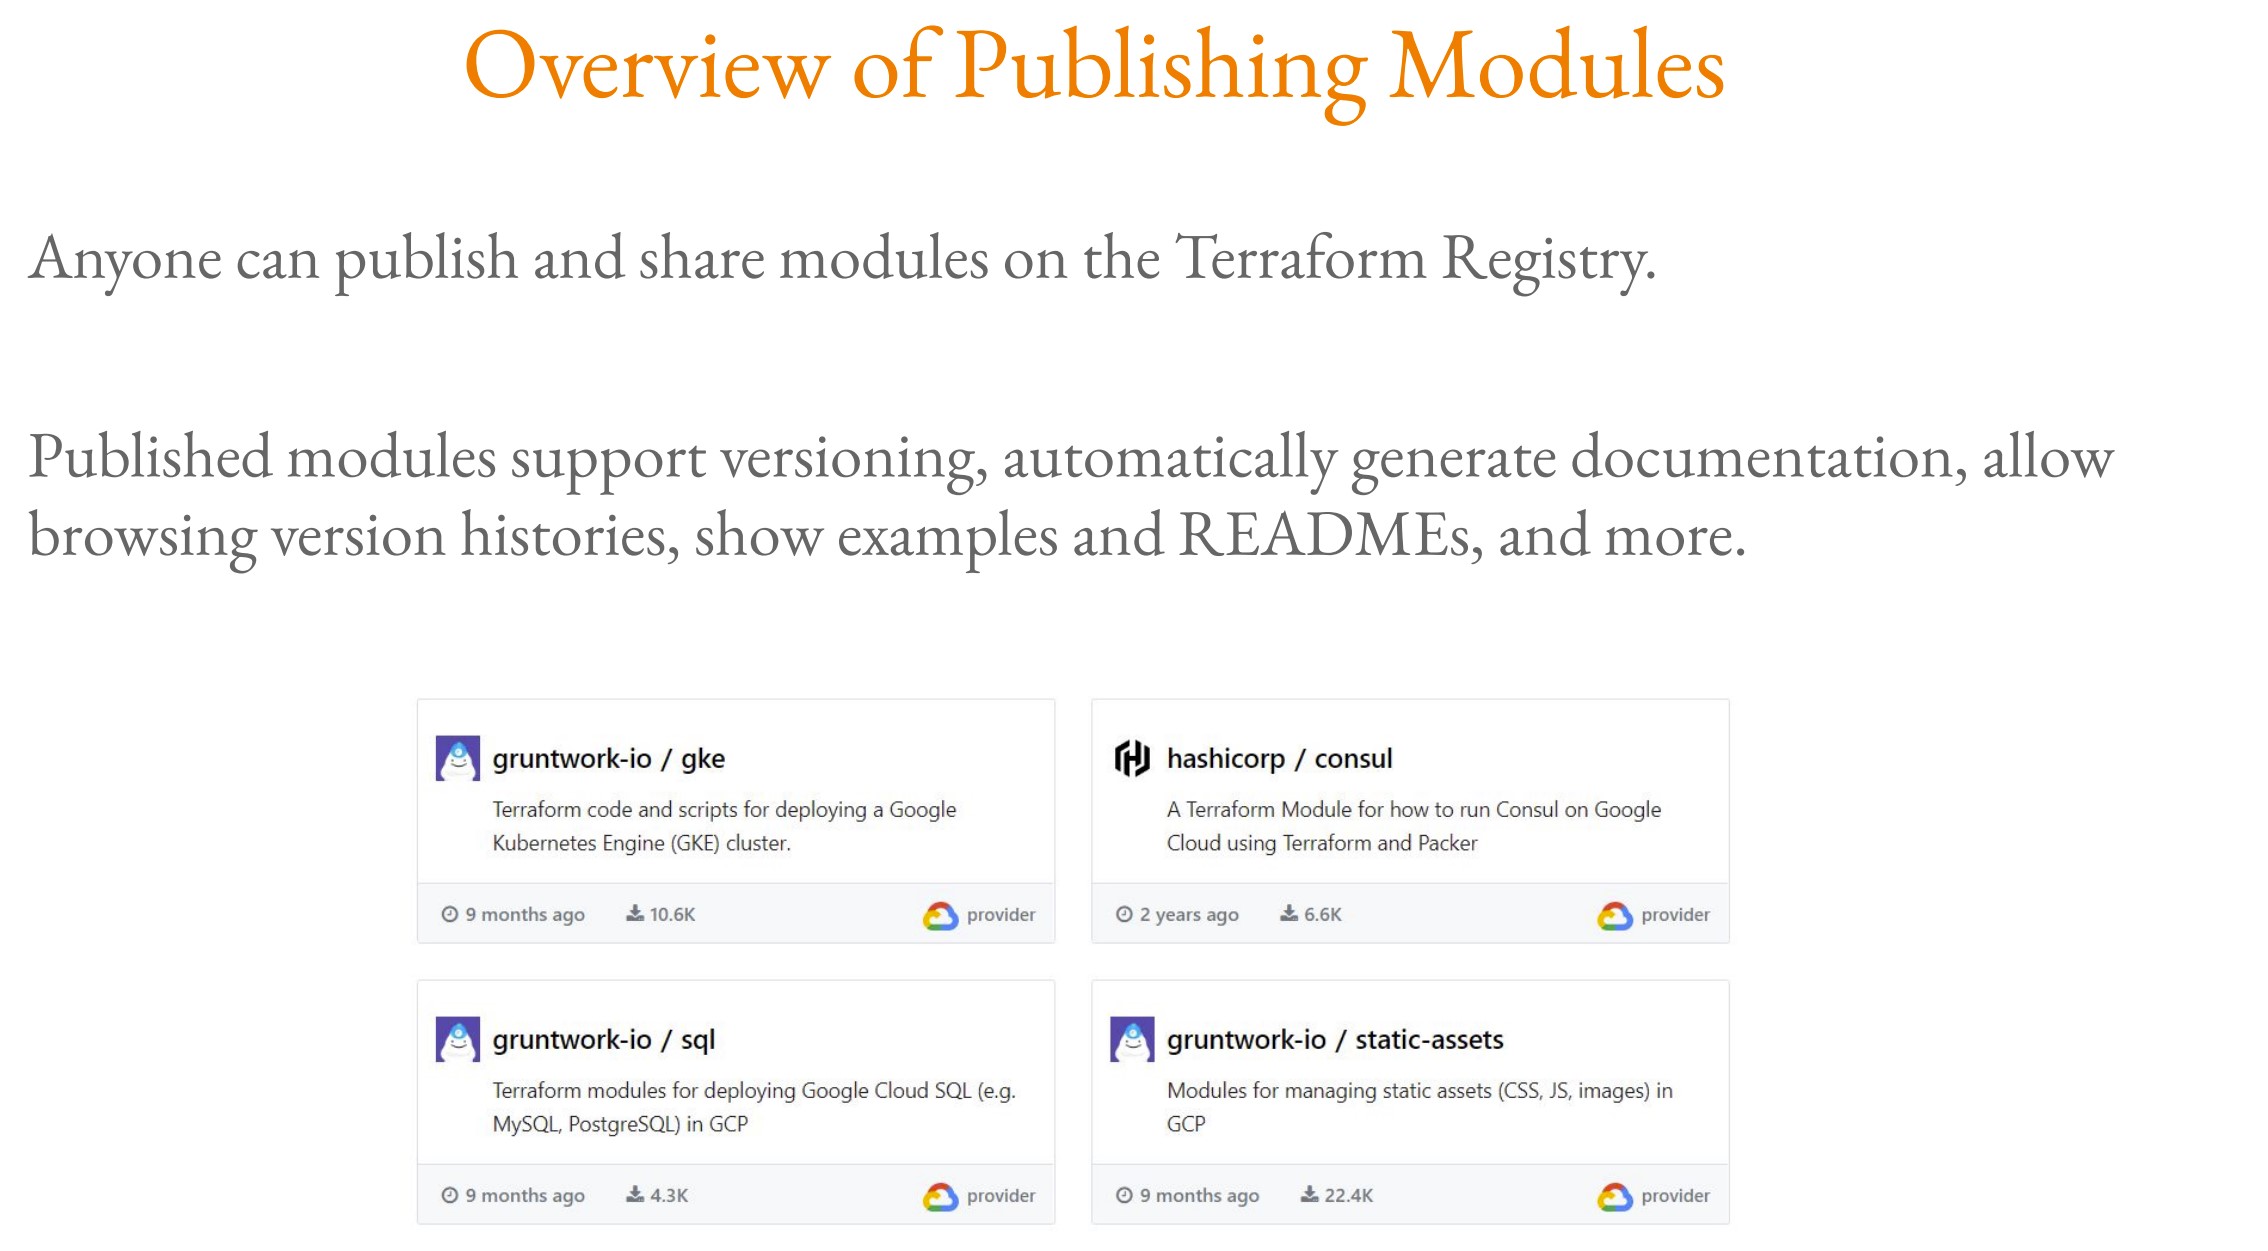 Overview of Publishing Modules
Anyone can publish and share modules on the Terraform Registry.
Published modules support versioning, automatically generate documentation, allow
browsing version histories, show examples and READMEs, and more.
gruntwork-io / gke
Terraform code and scripts for deploying a Google
Kubernetes Engine (GKE) cluster.
9 months ago 10.6K provider
hashicorp / consul
A Terraform Module for how to run Consul on Google
Cloud using Terraform and Packer
2 years ago 6.6K provider
gruntwork-io / sql
Terraform modules for deploying Google Cloud SQL (e.g.
MySQL, PostgreSQL) in GCP
9 months ago 4.3K provider
gruntwork-io / static-assets
Modules for managing static assets (CSS, JS, images) in
GCP
9 months ago 22.4K provider